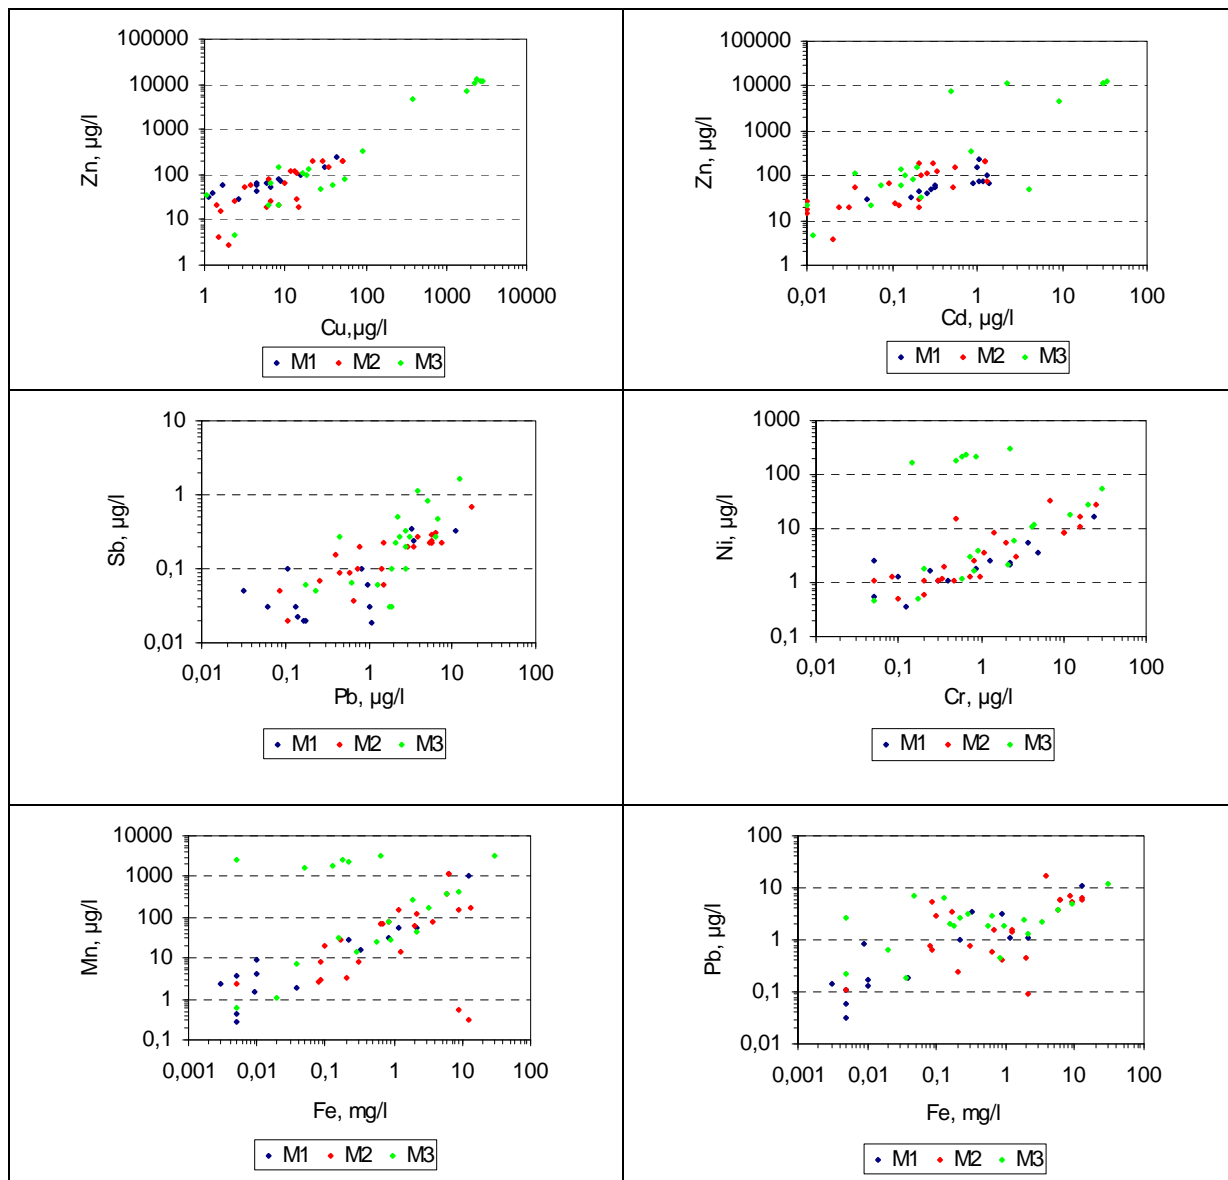 100000
10000
1000
100
10
1
Zn, µg/l
1 10 100 1000 10000
Cu,µg/l
M1 M2 M3
100000
10000
1000
100
10
1
Zn, µg/l
0,01 0,1 1 10 100
Cd, µg/l
M1 M2 M3
10
1
0,1
0,01
Sb, µg/l
0,01 0,1 1 10 100
Pb, µg/l
M1 M2 M3
1000
100
10
1
0,1
Ni, µg/l
0,01 0,1 1 10 100
Cr, µg/l
M1 M2 M3
10000
1000
100
10
1
0,1
Mn, µg/l
0,001 0,01 0,1 1 10 100
Fe, mg/l
M1 M2 M3
100
10
1
0,1
0,01
Pb, µg/l
0,001 0,01 0,1 1 10 100
Fe, mg/l
M1 M2 M3